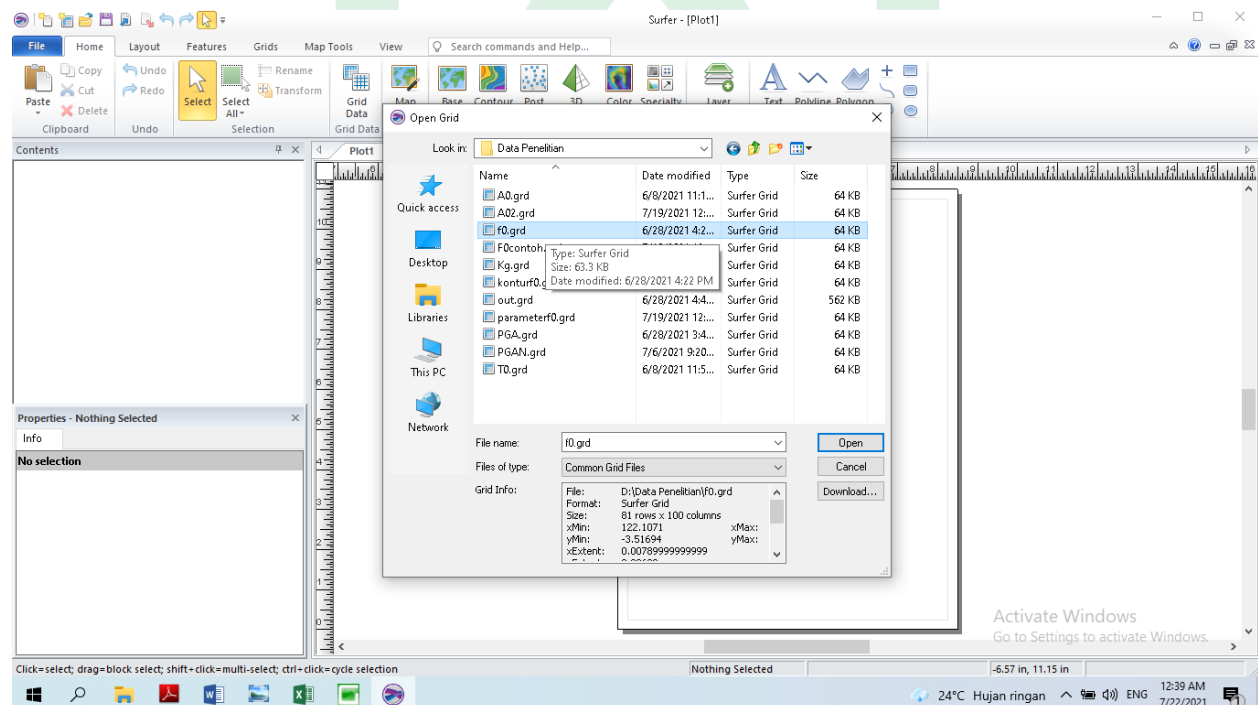 Surfer - [Plot1]
File Home Layout Features Grids Map Tools View Search commands and Help...
Copy Undo Rename
Cut Redo Transform
Paste Delete Select Select All Grid Data Map Base Contour Post 3D Color Specialty Layer Text Polyline Polygon
Clipboard Undo Selection Grid Data
Contents
Plot1
Open Grid
Look in: Data Penelitian
Name Date modified Type Size
A0.grd 6/8/2021 11:1... Surfer Grid 64 KB
A02.grd 7/19/2021 12:... Surfer Grid 64 KB
f0.grd 6/28/2021 4:2... Surfer Grid 64 KB
F0contoh. Surfer Grid 64 KB
Kg.grd Surfer Grid 64 KB
konturf0.g Surfer Grid 64 KB
out.grd 6/28/2021 4:4... Surfer Grid 562 KB
parameterf0.grd 7/19/2021 12:... Surfer Grid 64 KB
PGA.grd 6/28/2021 3:4... Surfer Grid 64 KB
PGAN.grd 7/6/2021 9:20... Surfer Grid 64 KB
T0.grd 6/8/2021 11:5... Surfer Grid 64 KB
Type: Surfer Grid
Size: 63.3 KB
Date modified: 6/28/2021 4:22 PM
Quick access
Desktop
Libraries
This PC
Network
File name: f0.grd Open
Files of type: Common Grid Files Cancel
Grid Info: Download...
File: D:\Data Penelitian\f0.grd
Format: Surfer Grid
Size: 81 rows x 100 columns
xMin: 122.1071 xMax:
yMin: -3.51694 yMax:
xExtent: 0.00789999999999
Properties - Nothing Selected
Info
No selection
Activate Windows
Go to Settings to activate Windows.
Click=select; drag=block select; shift+click=multi-select; ctrl+click=cycle selection Nothing Selected -6.57 in, 11.15 in
24°C Hujan ringan ENG 12:39 AM
7/22/2021